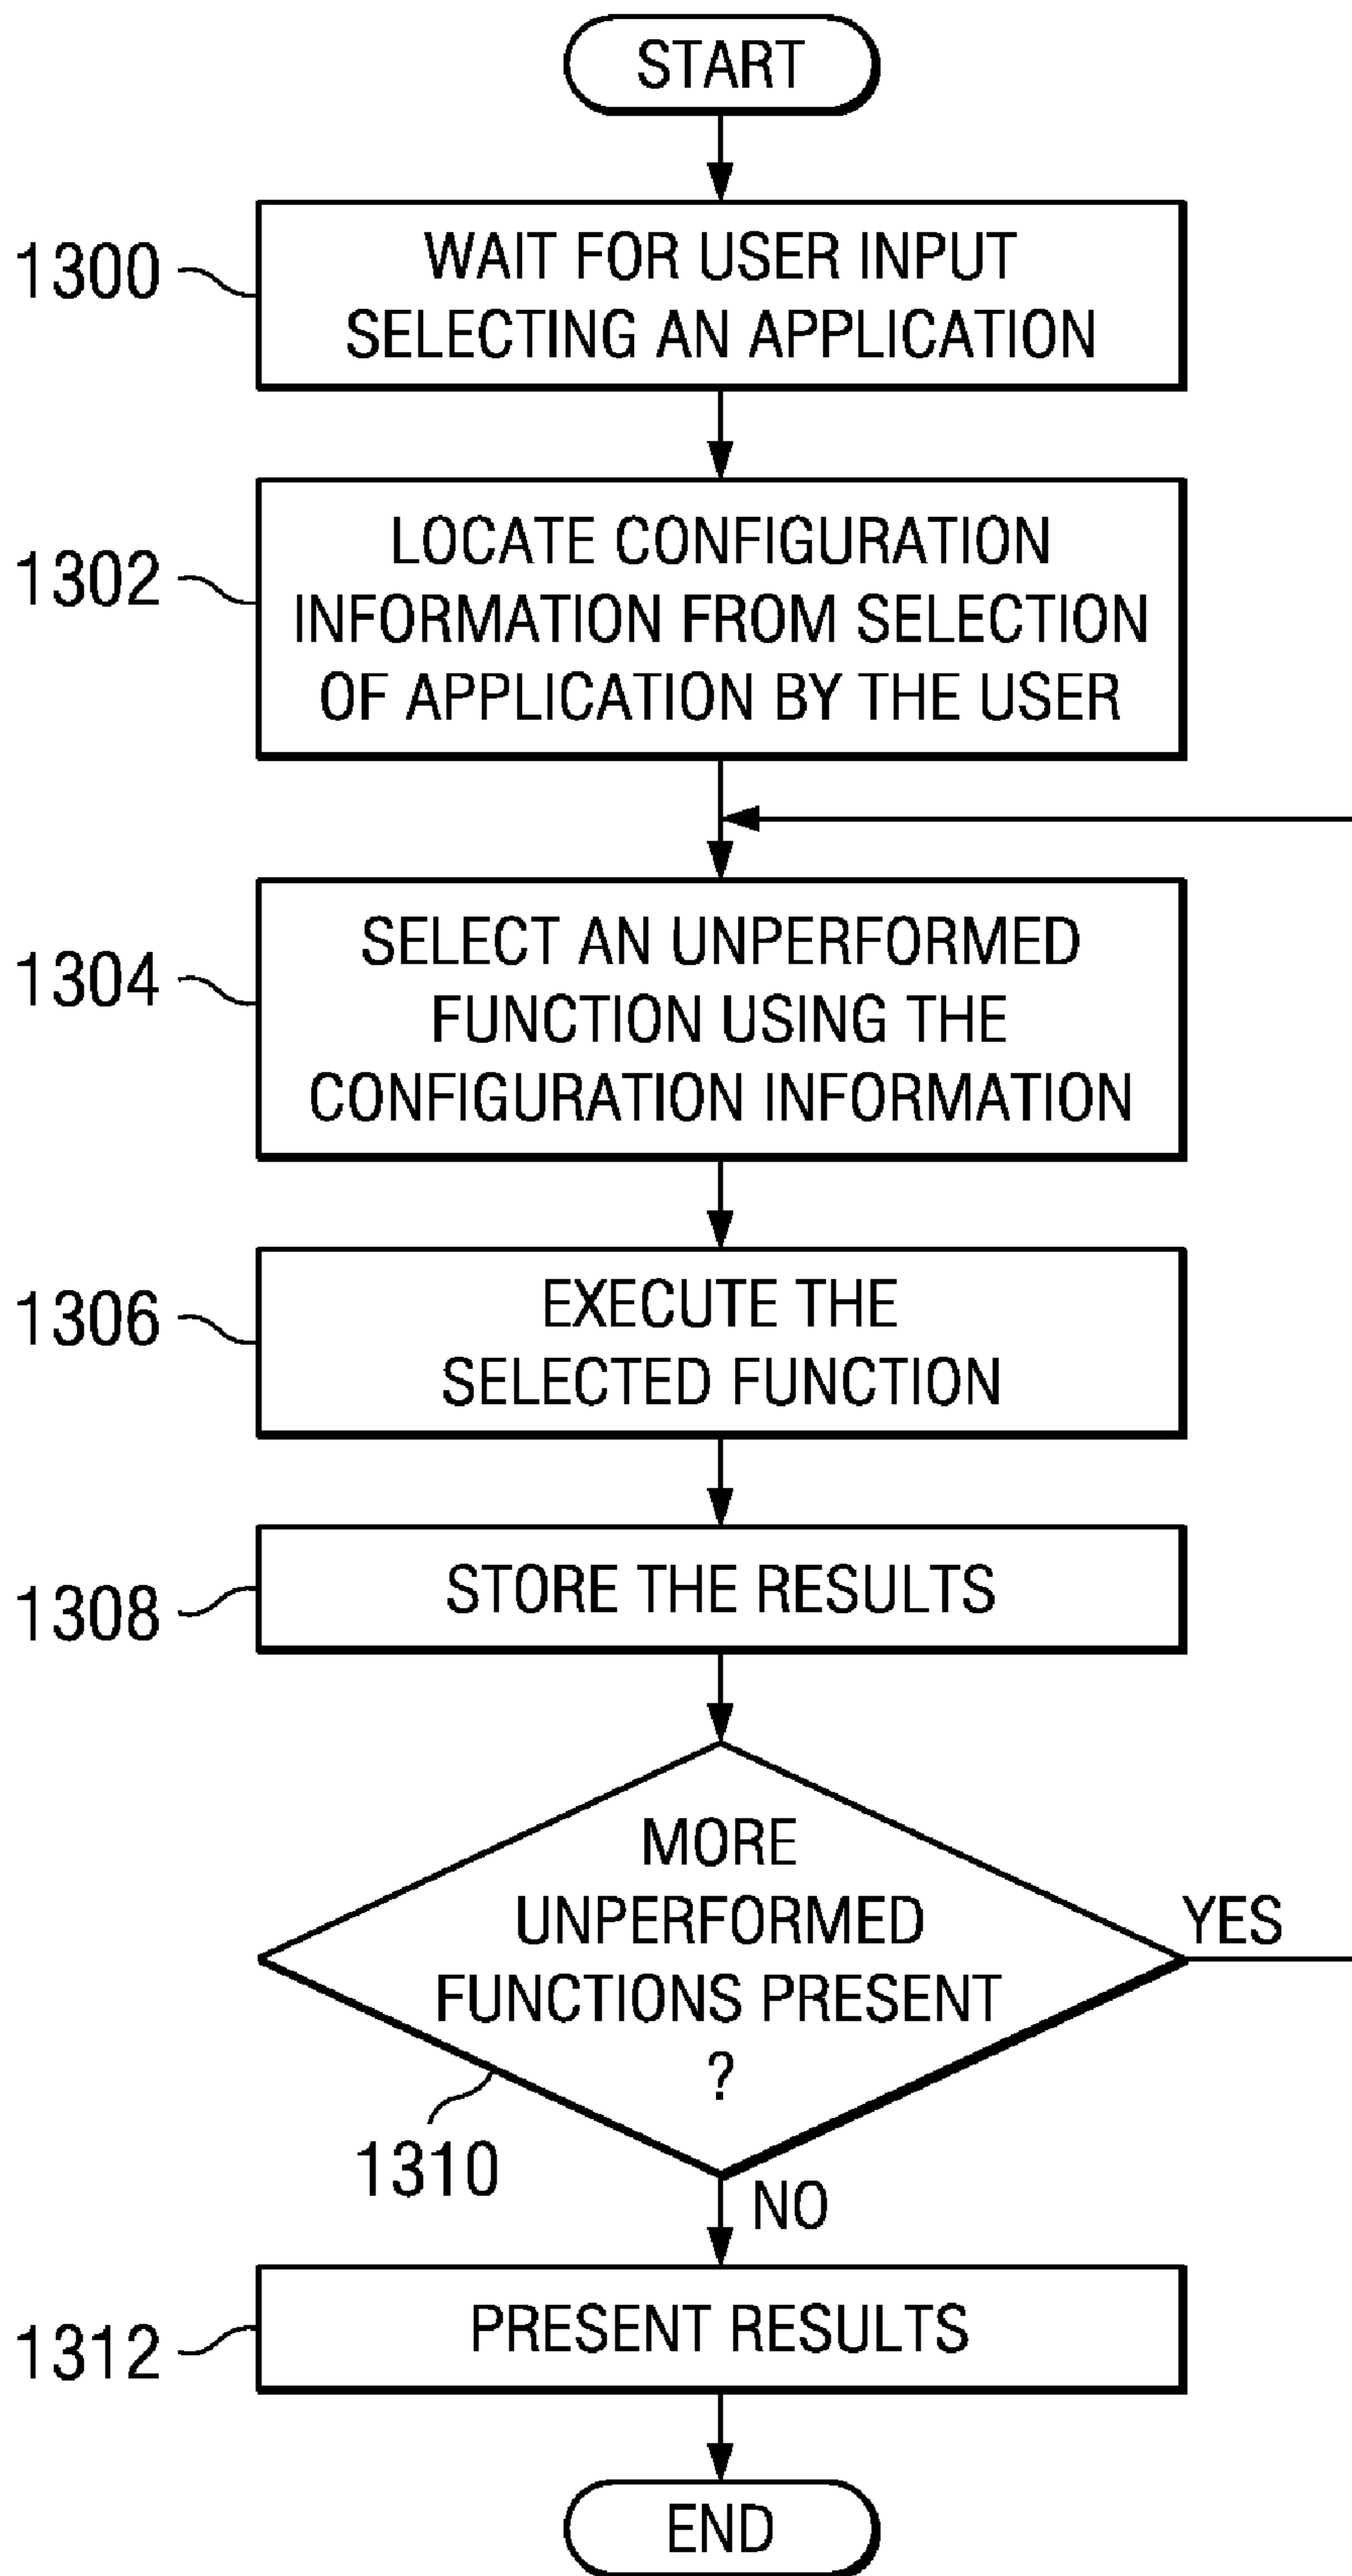 START
1300
WAIT FOR USER INPUT
SELECTING AN APPLICATION
1302
LOCATE CONFIGURATION
INFORMATION FROM SELECTION
OF APPLICATION BY THE USER
1304
SELECT AN UNPERFORMED
FUNCTION USING THE
CONFIGURATION INFORMATION
1306
EXECUTE THE
SELECTED FUNCTION
1308
STORE THE RESULTS
MORE
UNPERFORMED
FUNCTIONS PRESENT
?
YES
1310
NO
1312
PRESENT RESULTS
END